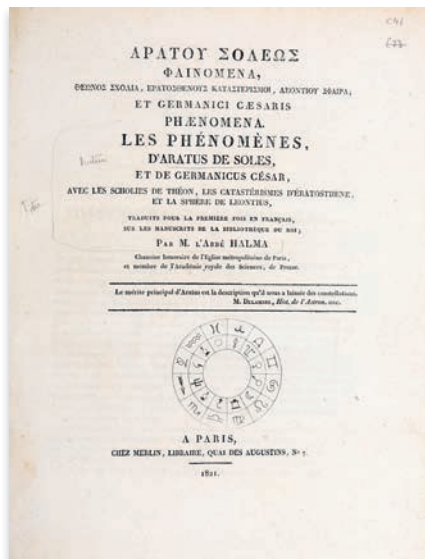 ΑΡΑΤΟΥ ΣΟΛΕΩΣ
ΦΑΙΝΟΜΕΝΑ,
ΘΕΩΝΟΣ ΣΧΟΛΙΑ, ΕΡΑΤΟΣΘΕΝΟΥΣ ΚΑΤΑΣΤΕΡΙΣΜΟΙ, ΛΕΟΝΤΙΟΥ ΣΦΑΙΡΑ;
ET GERMANICI CÆSARIS
PHÆNOMENA.
LES PHÉNOMÈNES,
D'ARATUS DE SOLES,
ET DE GERMANICUS CÉSAR,
AVEC LES SCHOLIES DE THÉON, LES CATASTÉRISMES D'ÉRATOSTHENE,
ET LA SPHERE DE LEONTIUS,
TRADUITS POUR LA PREMIÈRE FOIS EN FRANÇAIS,
SUR LES MANUSCRITS DE LA BIBLIOTHÈQUE DU ROI;
PAR M. L'ABBÉ HALMA
Chanoine honoraire de l'Eglise métropolitaine de Paris,
et membre de l'Académie royale des Sciences, de Prusse.
Le mérite principal d'Aratus est la description qu'il nous a laissée des constellations.
M. DELAMBRE, Hist. de l'Astron. anc.
A PARIS,
CHEZ MERLIN, LIBRAIRE, QUAI DES AUGUSTINS, Nº 7.
1821.